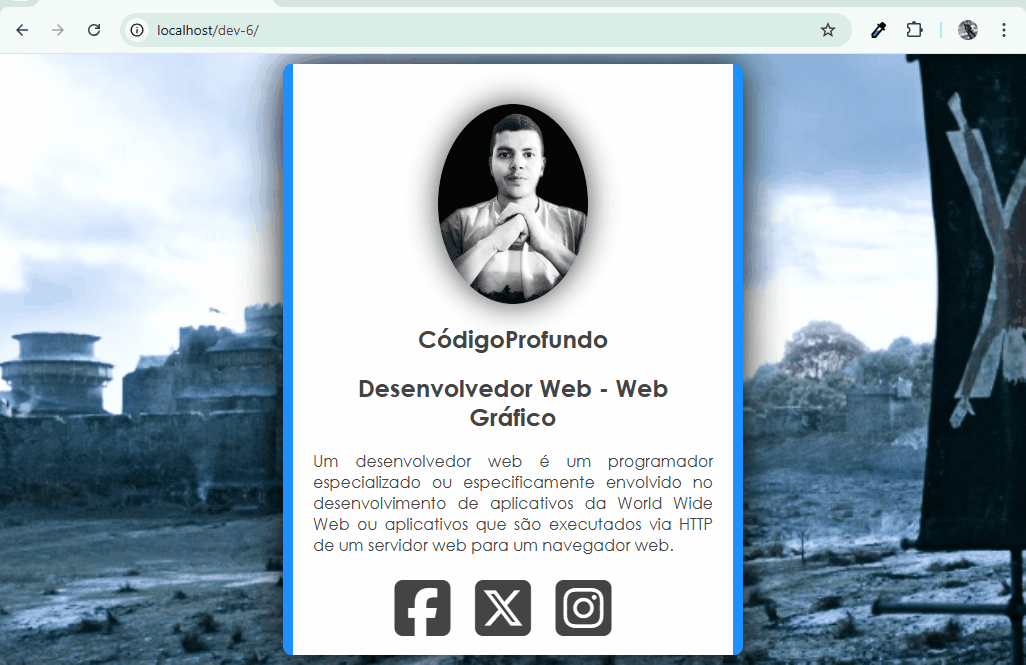 localhost/dev-6/
CódigoProfundo
Desenvolvedor Web - Web
Gráfico
Um desenvolvedor web é um programador
especializado ou especificamente envolvido no
desenvolvimento de aplicativos da World Wide
Web ou aplicativos que são executados via HTTP
de um servidor web para um navegador web.